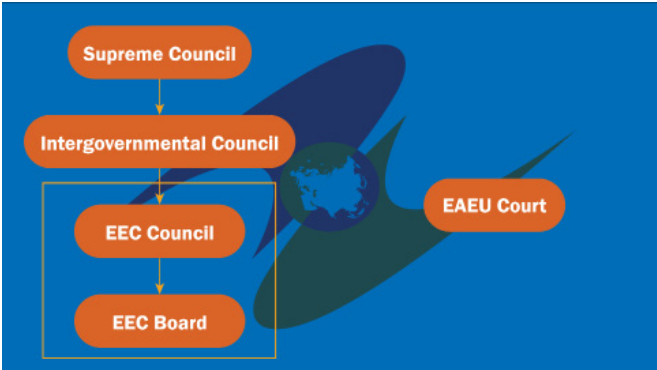 Supreme Council
Intergovernmental Council
EEC Council
EAEU Court
EEC Board